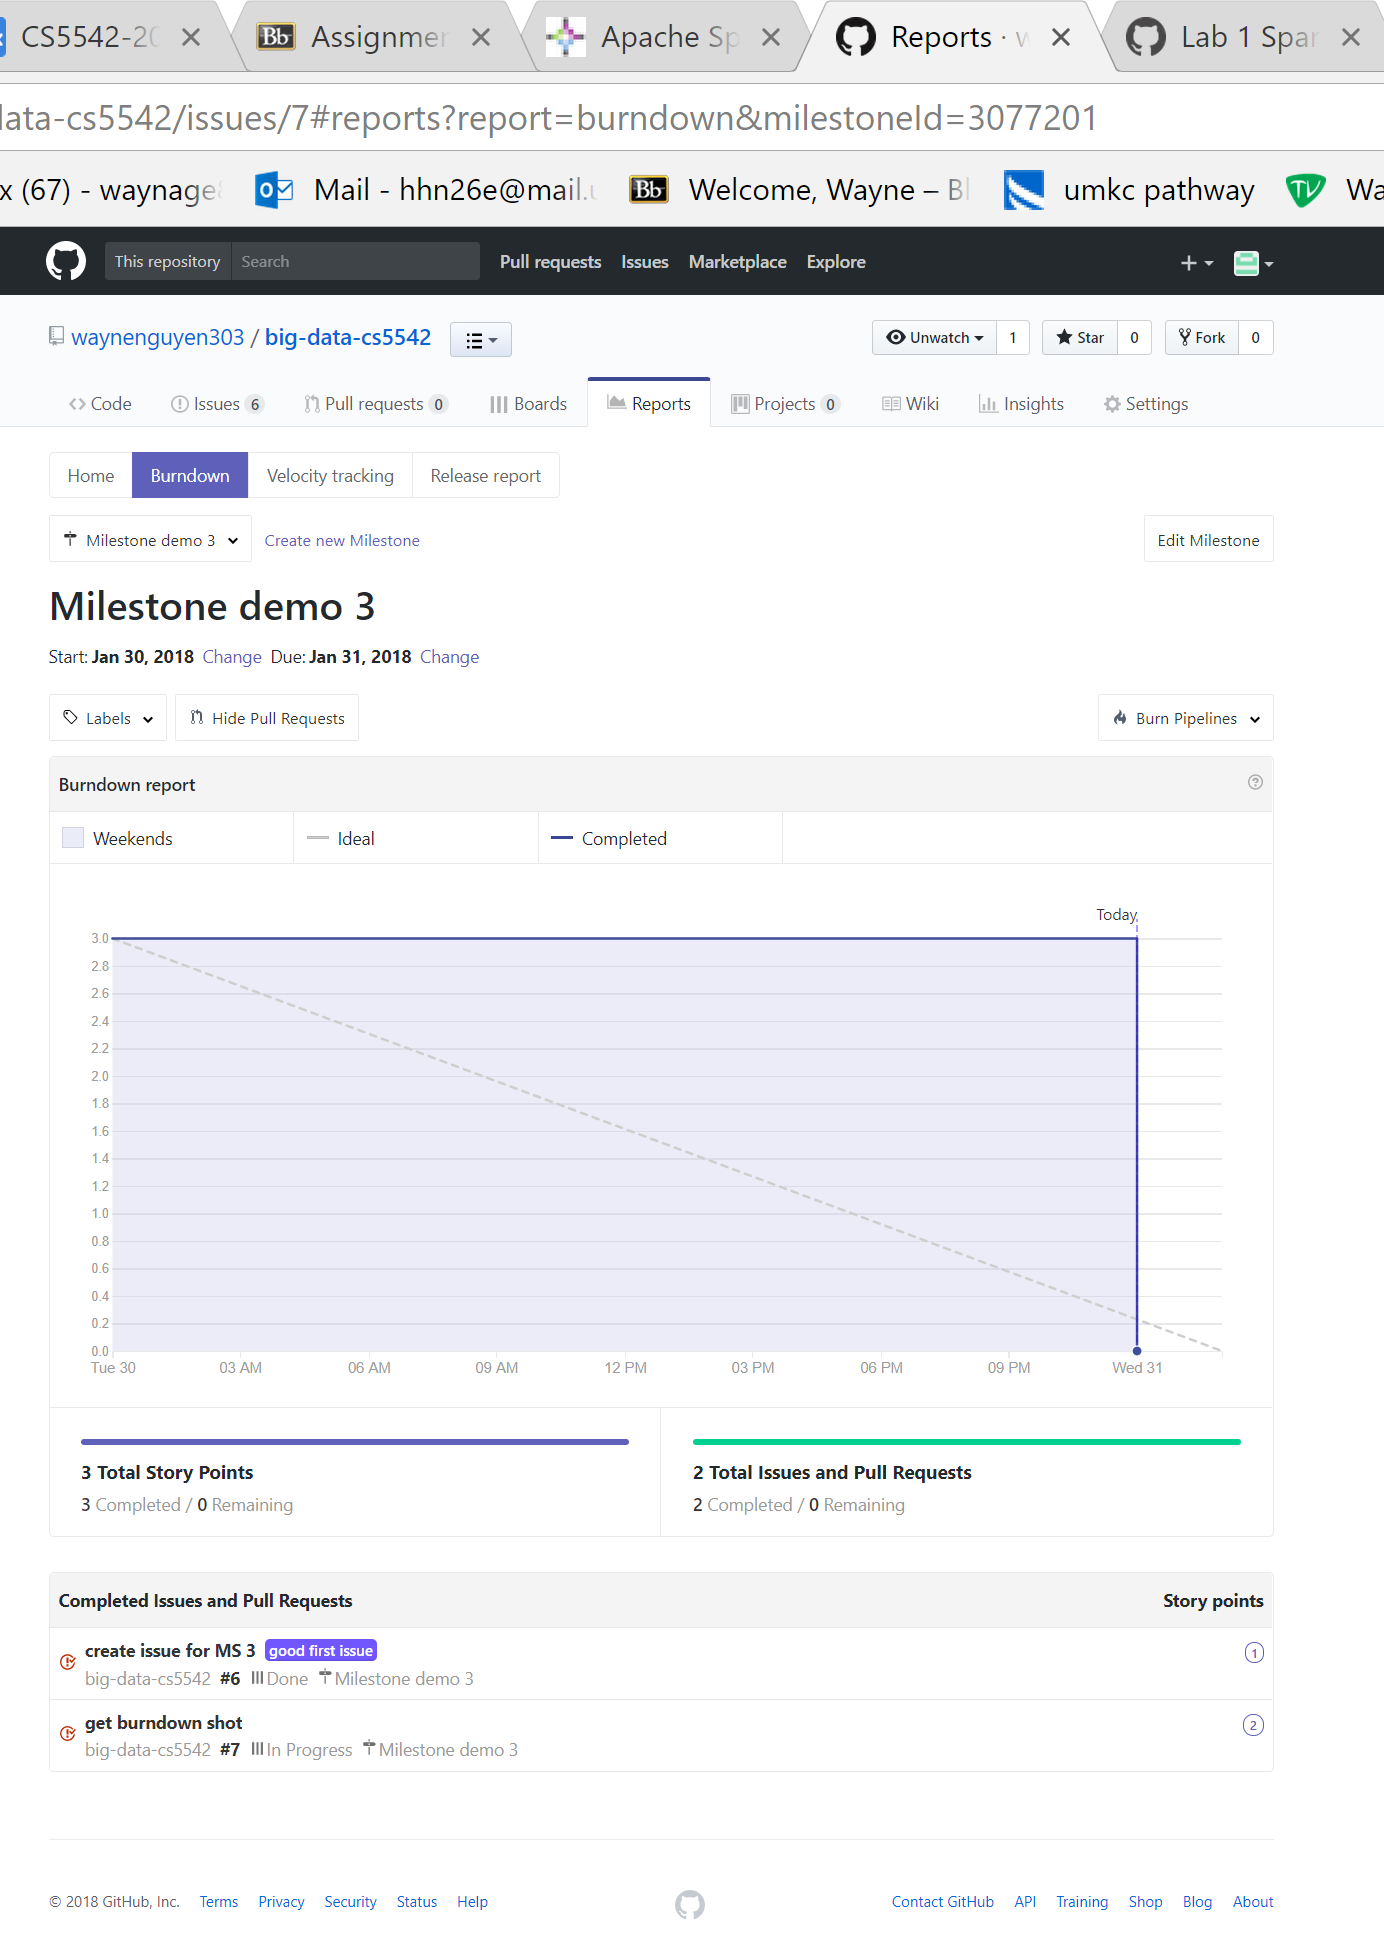 CS5542-20
Assignmen
Apache Sp
Reports · w
Lab 1 Spar
data-cs5542/issues/7#reports?report=burndown&milestoneId=3077201
x (67) - waynage8
Mail - hhn26e@mail.u
Bb
Welcome, Wayne – Bl
umkc pathway
TV
Wa
This repository
Search
Pull requests
Issues
Marketplace
Explore
waynenguyen303 / big-data-cs5542
Unwatch 1
Star 0
Fork 0
Code
Issues 6
Pull requests 0
Boards
Reports
Projects 0
Wiki
Insights
Settings
Home
Burndown
Velocity tracking
Release report
Milestone demo 3
Create new Milestone
Edit Milestone
Milestone demo 3
Start: Jan 30, 2018 Change Due: Jan 31, 2018 Change
Labels
Hide Pull Requests
Burn Pipelines
Burndown report
Weekends
Ideal
Completed
Today
3.0
2.8
2.6
2.4
2.2
2.0
1.8
1.6
1.4
1.2
1.0
0.8
0.6
0.4
0.2
0.0
Tue 30
03 AM
06 AM
09 AM
12 PM
03 PM
06 PM
09 PM
Wed 31
3 Total Story Points
3 Completed / 0 Remaining
2 Total Issues and Pull Requests
2 Completed / 0 Remaining
Completed Issues and Pull Requests
Story points
create issue for MS 3 good first issue
1
big-data-cs5542 #6 Done Milestone demo 3
get burndown shot
2
big-data-cs5542 #7 In Progress Milestone demo 3
© 2018 GitHub, Inc.
Terms
Privacy
Security
Status
Help
Contact GitHub
API
Training
Shop
Blog
About